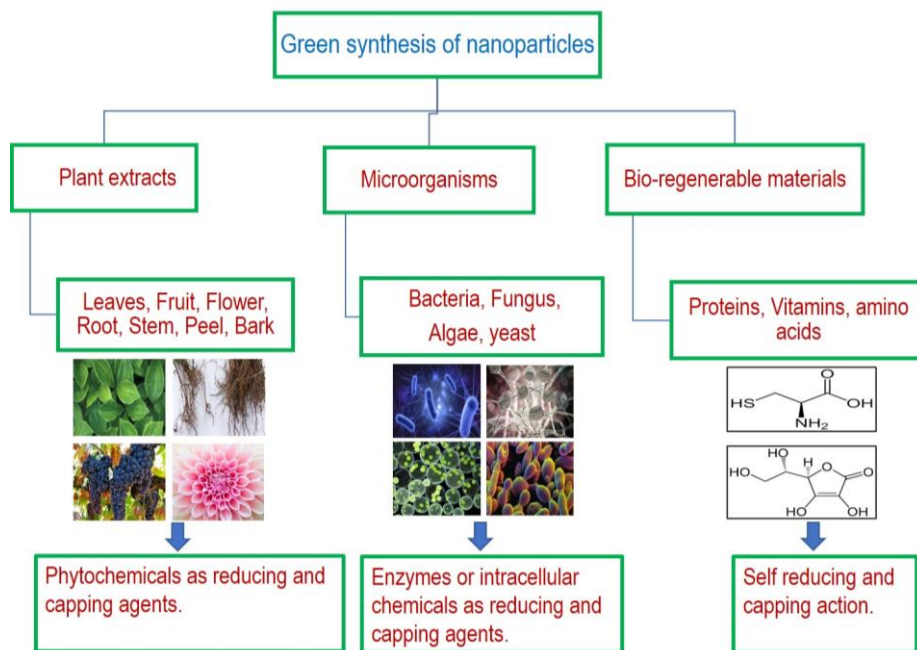 Green synthesis of nanoparticles
Plant extracts
Microorganisms
Bio-regenerable materials
Leaves, Fruit, Flower,
Root, Stem, Peel, Bark
Bacteria, Fungus,
Algae, yeast
Proteins, Vitamins, amino
acids
O
HS
OH
NH₂
HO
H
HO
O
O
HO
OH
Phytochemicals as reducing and
capping agents.
Enzymes or intracellular
chemicals as reducing and
capping agents.
Self reducing and
capping action.